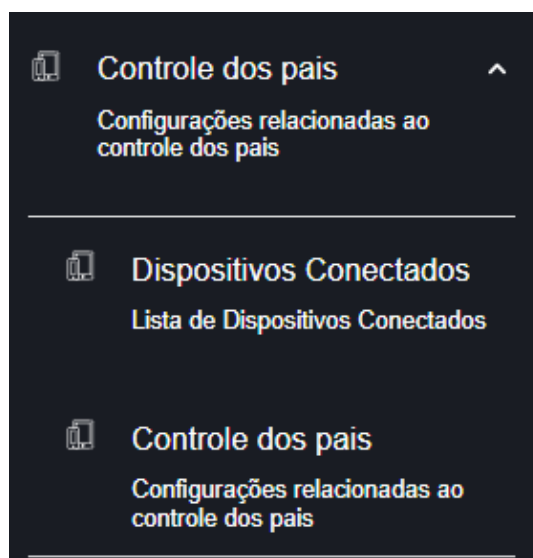 Controle dos pais
Configurações relacionadas ao
controle dos pais
Dispositivos Conectados
Lista de Dispositivos Conectados
Controle dos pais
Configurações relacionadas ao
controle dos pais